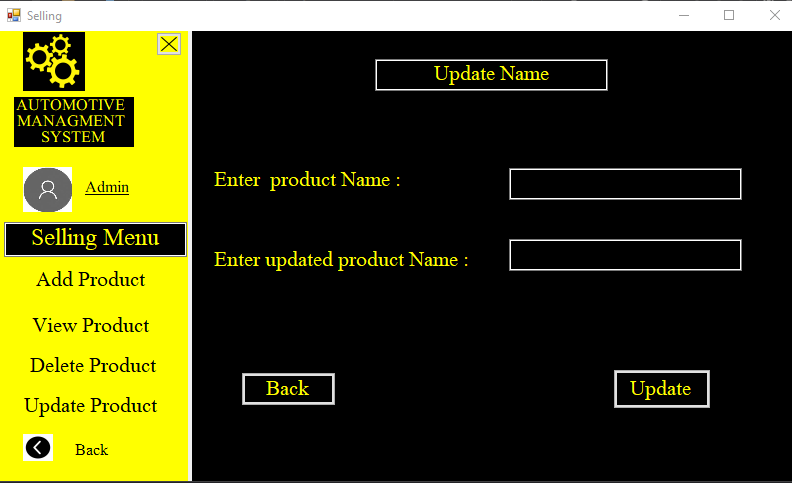 Selling
AUTOMOTIVE
MANAGMENT
SYSTEM
Admin
Selling Menu
Add Product
View Product
Delete Product
Update Product
Back
Update Name
Enter  product Name :
Enter updated product Name :
Back
Update